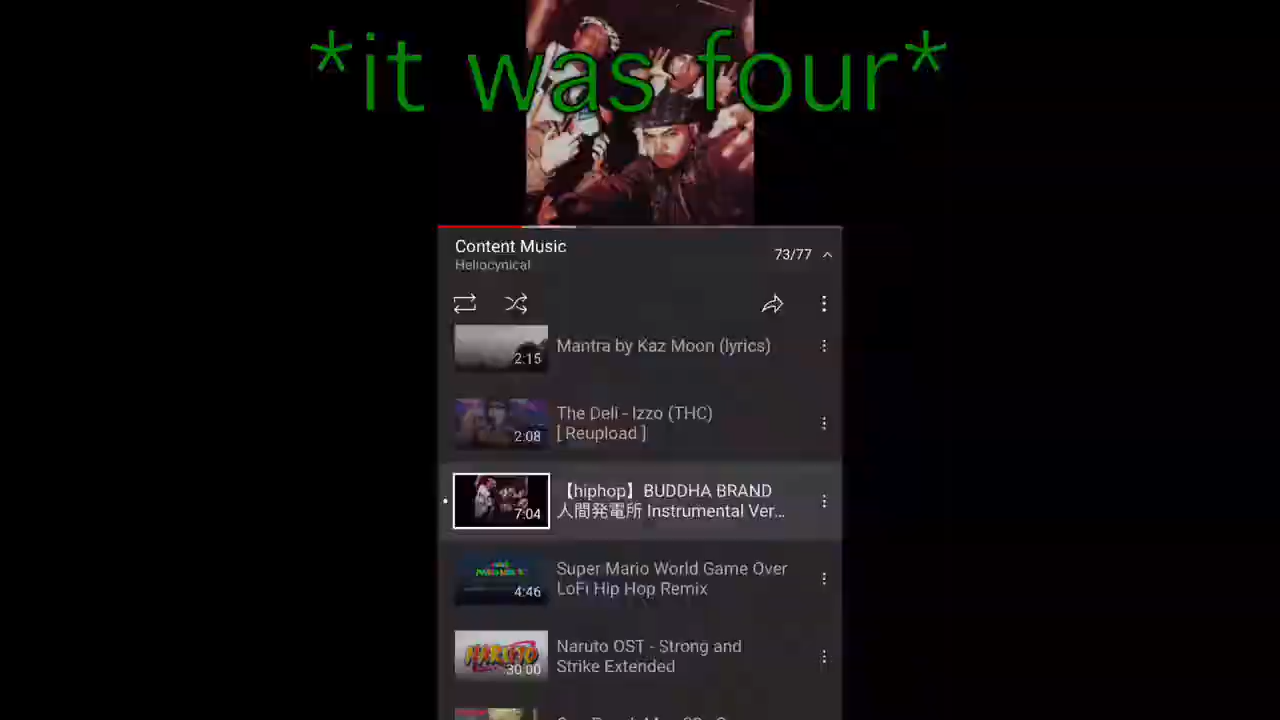 *it was four*
Content Music
73/77
Heliocynical
Mantra by Kaz Moon (lyrics)
2:15
The Deli - Izzo (THC)
[ Reupload ]
2:08
【hiphop】BUDDHA BRAND
人間発電所 Instrumental Ver...
7:04
Super Mario World Game Over
LoFi Hip Hop Remix
4:46
Naruto OST - Strong and
Strike Extended
NARUTO
30:00